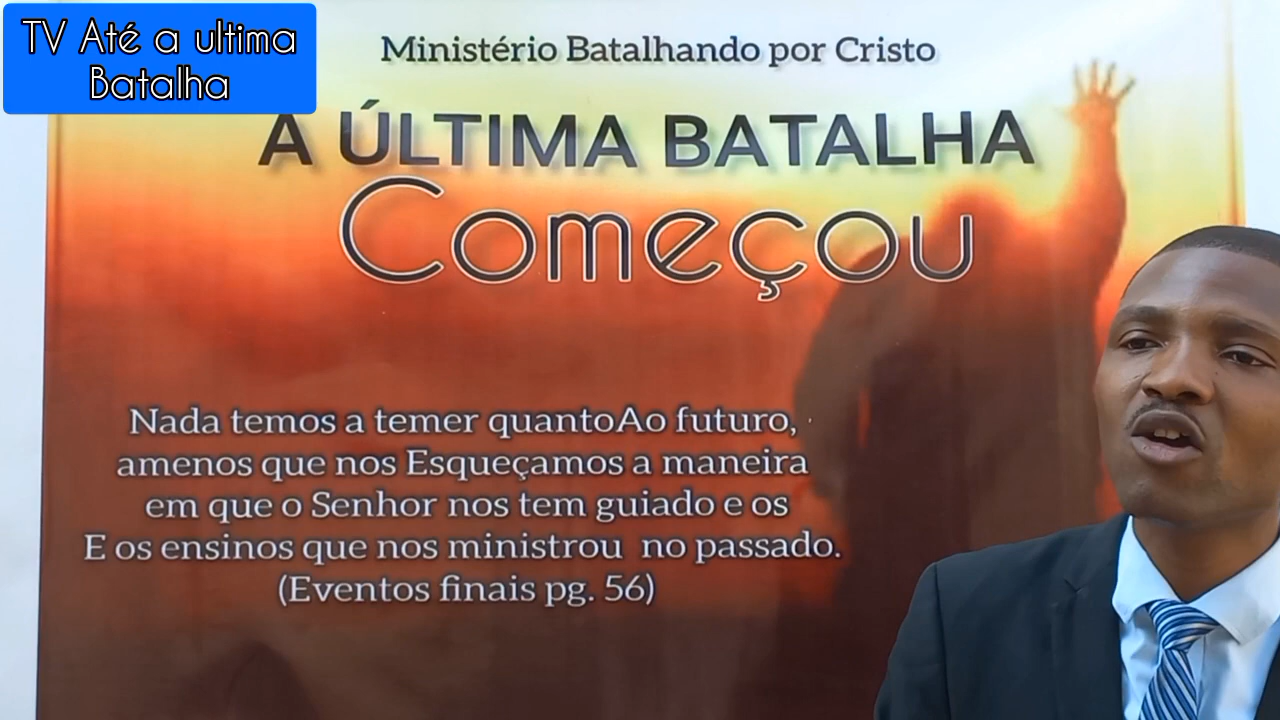 TV Até a ultima
Batalha
Ministério Batalhando por Cristo
A ÚLTIMA BATALHA
Começou
Nada temos a temer quantoAo futuro,
amenos que nos Esqueçamos a maneira
em que o Senhor nos tem guiado e os
E os ensinos que nos ministrou no passado.
(Eventos finais pg. 56)